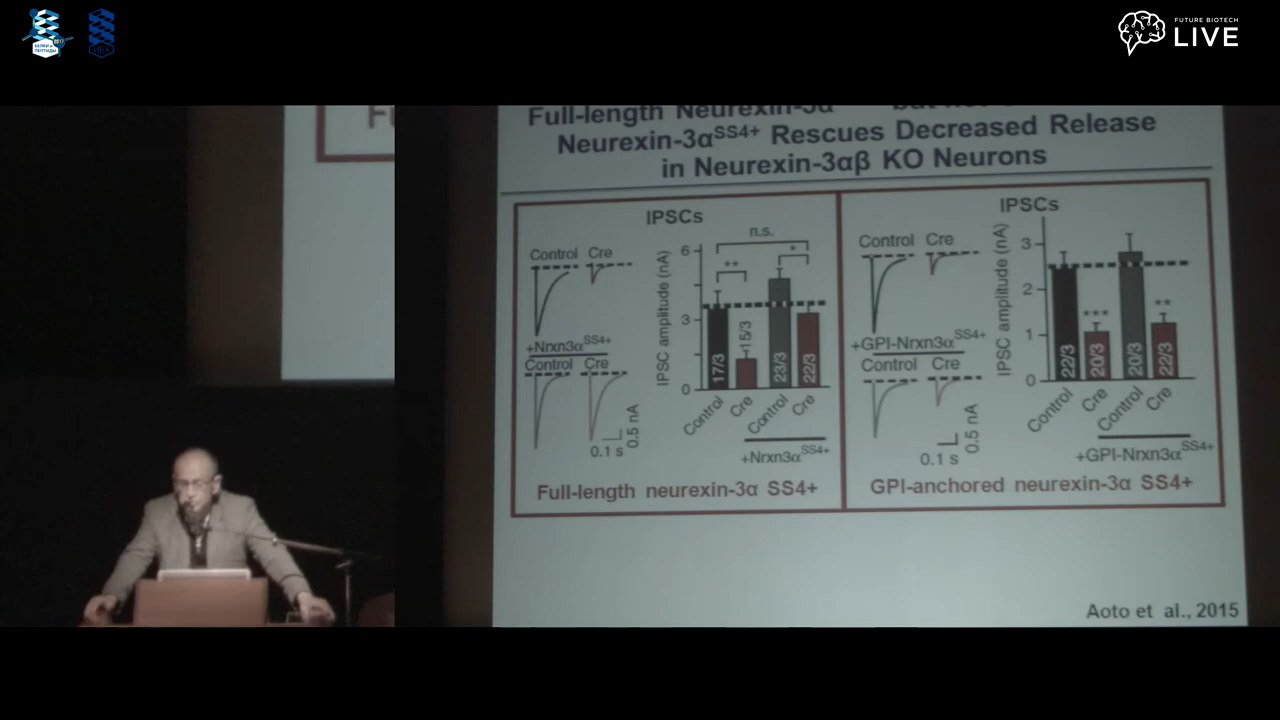 БЕЛКИ и
ПЕПТИДЫ
2017
FUTURE BIOTECH
LIVE
Full-length Neurexin-3α
Neurexin-3αSS4+ Rescues Decreased Release
in Neurexin-3αβ KO Neurons
IPSCs
Control Cre
+Nrxn3αSS4+
Control Cre
0.5 nA
0.1 s
IPSC amplitude (nA)
6
3
0
n.s.
**
*
17/3
15/3
23/3
22/3
Control
Cre
Control
Cre
+Nrxn3αSS4+
Full-length neurexin-3α SS4+
IPSCs
Control Cre
+GPI-Nrxn3αSS4+
Control Cre
0.5 nA
0.1 s
IPSC amplitude (nA)
3
2
1
0
***
**
22/3
20/3
20/3
22/3
Control
Cre
Control
Cre
+GPI-Nrxn3αSS4+
GPI-anchored neurexin-3α SS4+
Aoto et al., 2015